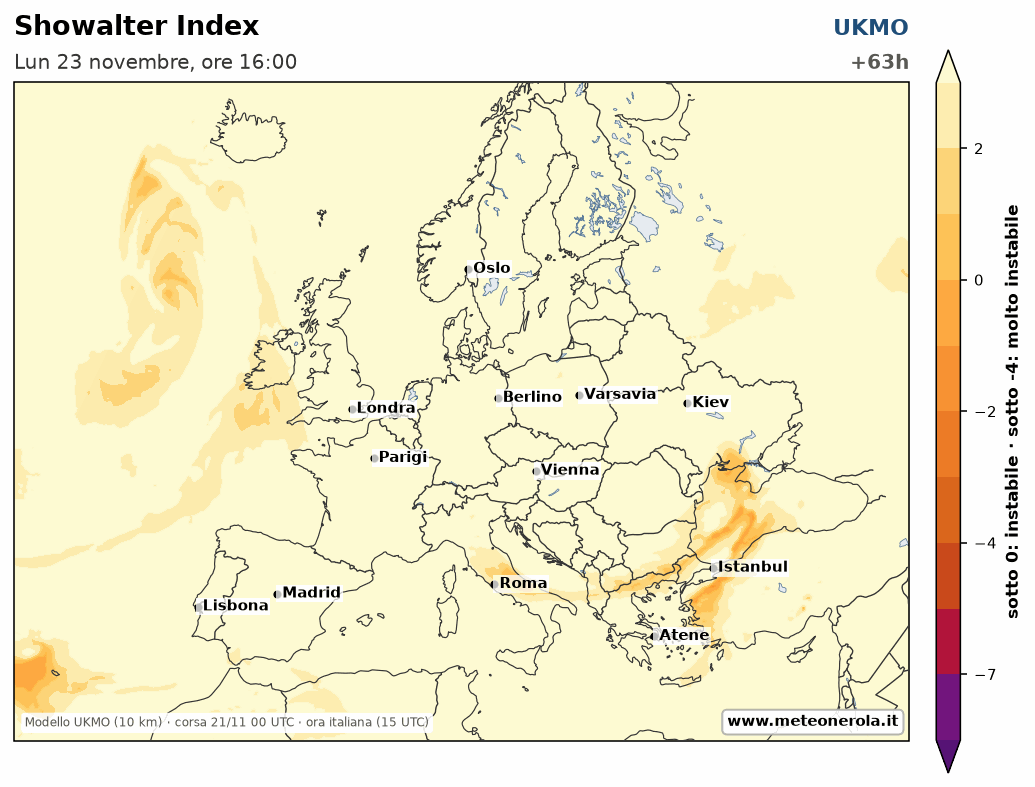 Showalter Index
UKMO
Lun 23 novembre, ore 16:00
+63h
Oslo
Londra
Berlino
Varsavia
Kiev
Parigi
Vienna
Istanbul
Roma
Madrid
Lisbona
Atene
Modello UKMO (10 km) · corsa 21/11 00 UTC · ora italiana (15 UTC)
www.meteonerola.it
2
0
−2
−4
−7
sotto 0: instabile · sotto -4: molto instabile